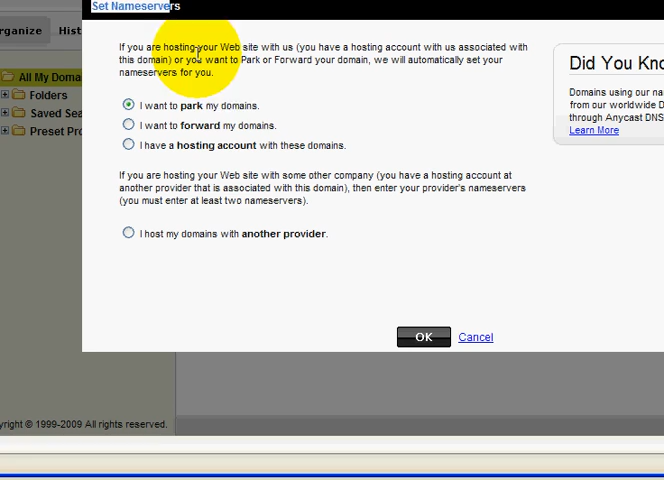 Set Nameservers
rganize Hist
All My Doma
Folders
Saved Sea
Preset Pro
If you are hosting your Web site with us (you have a hosting account with us associated with
this domain) or you want to Park or Forward your domain, we will automatically set your
nameservers for you.
I want to park my domains.
I want to forward my domains.
I have a hosting account with these domains.
If you are hosting your Web site with some other company (you have a hosting account at
another provider that is associated with this domain), then enter your provider's nameservers
(you must enter at least two nameservers).
I host my domains with another provider.
OK Cancel
Did You Kno
Domains using our na
from our worldwide D
through Anycast DNS
Learn More
yright © 1999-2009 All rights reserved.